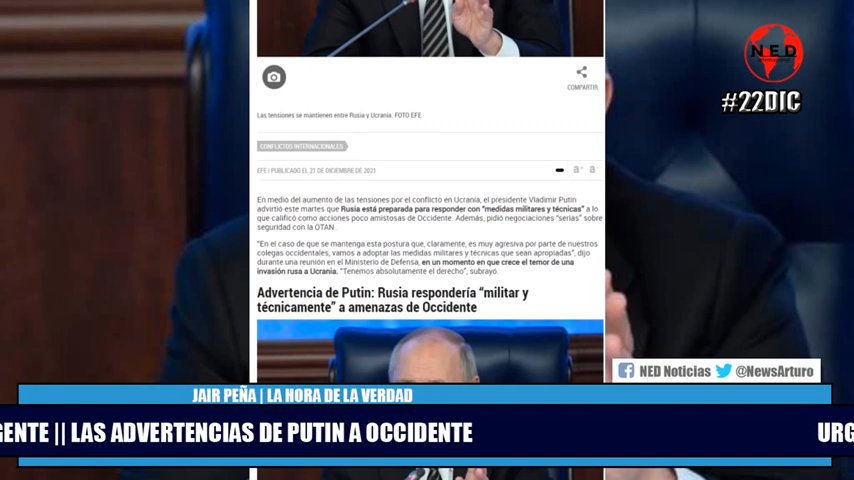 NED
#22DIC
COMPARTIR
Las tensiones se mantienen entre Rusia y Ucrania. FOTO EFE
CONFLICTOS INTERNACIONALES
EFE | PUBLICADO EL 21 DE DICIEMBRE DE 2021
a+ a-
En medio del aumento de las tensiones por el conflicto en Ucrania, el presidente Vladimir Putin
advirtió este martes que Rusia está preparada para responder con “medidas militares y técnicas” a lo
que calificó como acciones poco amistosas de Occidente. Además, pidió negociaciones “serias” sobre
seguridad con la OTAN .
“En el caso de que se mantenga esta postura que, claramente, es muy agresiva por parte de nuestros
colegas occidentales, vamos a adoptar las medidas militares y técnicas que sean apropiadas”, dijo
durante una reunión en el Ministerio de Defensa, en un momento en que crece el temor de una
invasión rusa a Ucrania. “Tenemos absolutamente el derecho”, subrayó.
Advertencia de Putin: Rusia respondería “militar y
técnicamente” a amenazas de Occidente
NED Noticias @NewsArturo
JAIR PEÑA | LA HORA DE LA VERDAD
GENTE || LAS ADVERTENCIAS DE PUTIN A OCCIDENTE
URG